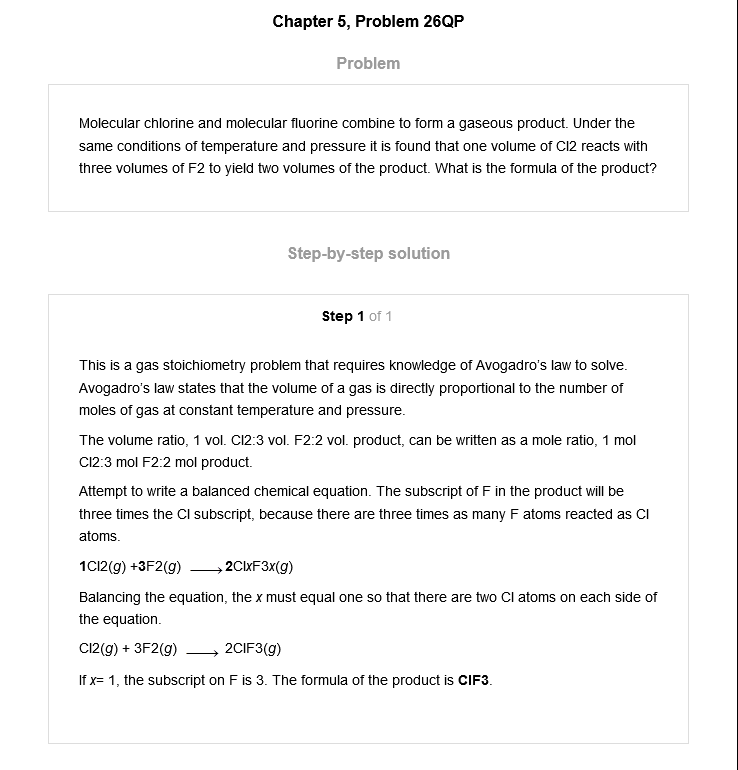 Chapter 5, Problem 26QP
Problem
Molecular chlorine and molecular fluorine combine to form a gaseous product. Under the
same conditions of temperature and pressure it is found that one volume of Cl2 reacts with
three volumes of F2 to yield two volumes of the product. What is the formula of the product?
Step-by-step solution
Step 1 of 1
This is a gas stoichiometry problem that requires knowledge of Avogadro's law to solve.
Avogadro's law states that the volume of a gas is directly proportional to the number of
moles of gas at constant temperature and pressure.
The volume ratio, 1 vol. Cl2:3 vol. F2:2 vol. product, can be written as a mole ratio, 1 mol
Cl2:3 mol F2:2 mol product.
Attempt to write a balanced chemical equation. The subscript of F in the product will be
three times the Cl subscript, because there are three times as many F atoms reacted as Cl
atoms.
1Cl2(g) +3F2(g) ⟶ 2ClxF3x(g)
Balancing the equation, the x must equal one so that there are two Cl atoms on each side of
the equation.
Cl2(g) + 3F2(g) ⟶ 2ClF3(g)
If x= 1, the subscript on F is 3. The formula of the product is ClF3.